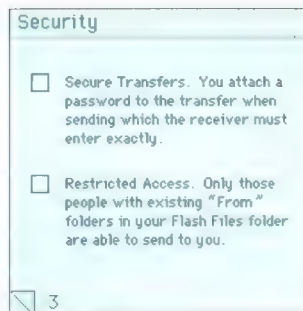 Security
Secure Transfers. You attach a
password to the transfer when
sending which the receiver must
enter exactly.
Restricted Access. Only those
people with existing "From"
folders in your Flash Files folder
are able to send to you.
3